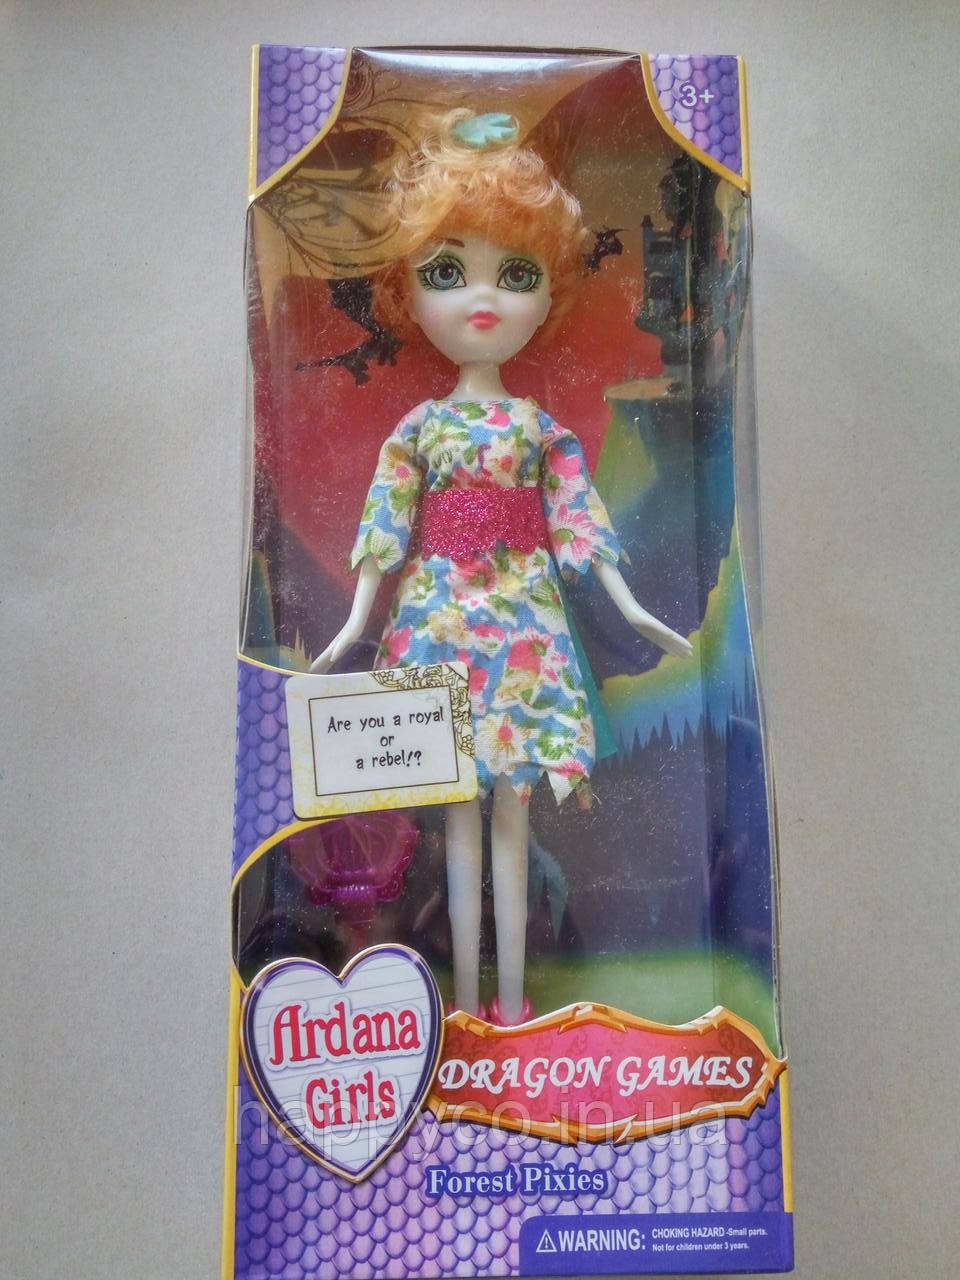 3+
Are you a royal
or
a rebel!?
Ardana
Girls
DRAGON GAMES
happyco.in.ua
Forest Pixies
WARNING: CHOKING HAZARD-Small parts.
Not for children under 3 years.